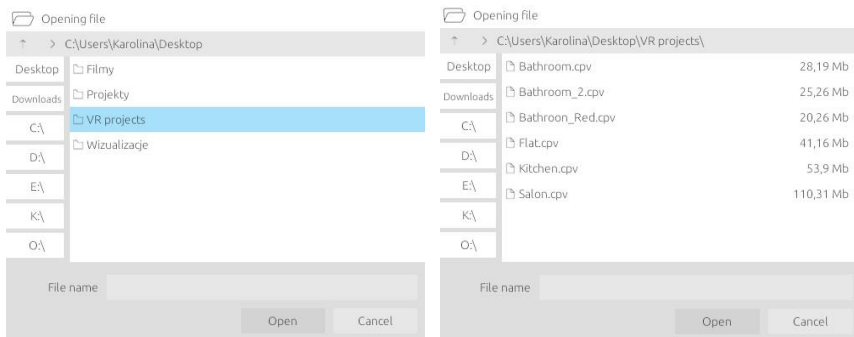 Opening file
↑ > C:\Users\Karolina\Desktop
Desktop Filmy
Downloads Projekty
C:\ VR projects
D:\ Wizualizacje
E:\
K:\
O:\
File name
Open Cancel
Opening file
↑ > C:\Users\Karolina\Desktop\VR projects\
Desktop Bathroom.cpv 28,19 Mb
Downloads Bathroom_2.cpv 25,26 Mb
C:\ Bathroon_Red.cpv 20,26 Mb
D:\ Flat.cpv 41,16 Mb
E:\ Kitchen.cpv 53,9 Mb
K:\ Salon.cpv 110,31 Mb
O:\
File name
Open Cancel